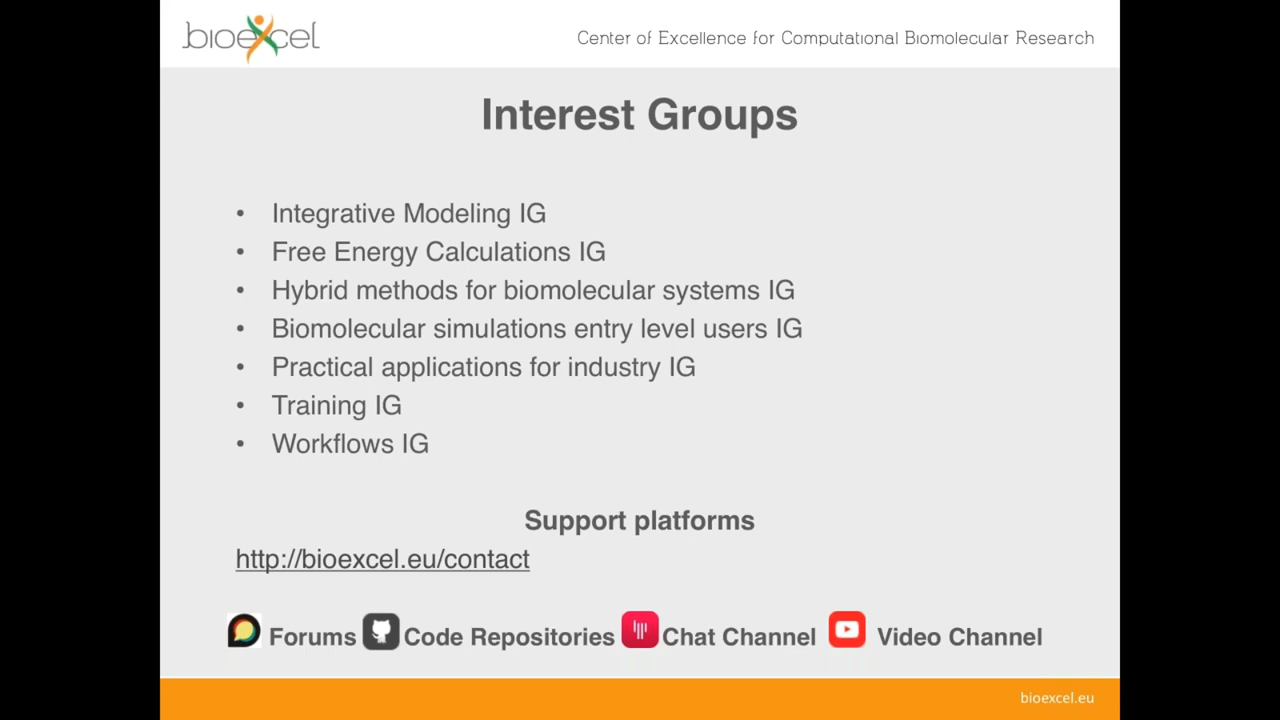 bioexcel
Center of Excellence for Computational Biomolecular Research
Interest Groups
• Integrative Modeling IG
• Free Energy Calculations IG
• Hybrid methods for biomolecular systems IG
• Biomolecular simulations entry level users IG
• Practical applications for industry IG
• Training IG
• Workflows IG
Support platforms
http://bioexcel.eu/contact
Forums Code Repositories Chat Channel Video Channel
bioexcel.eu